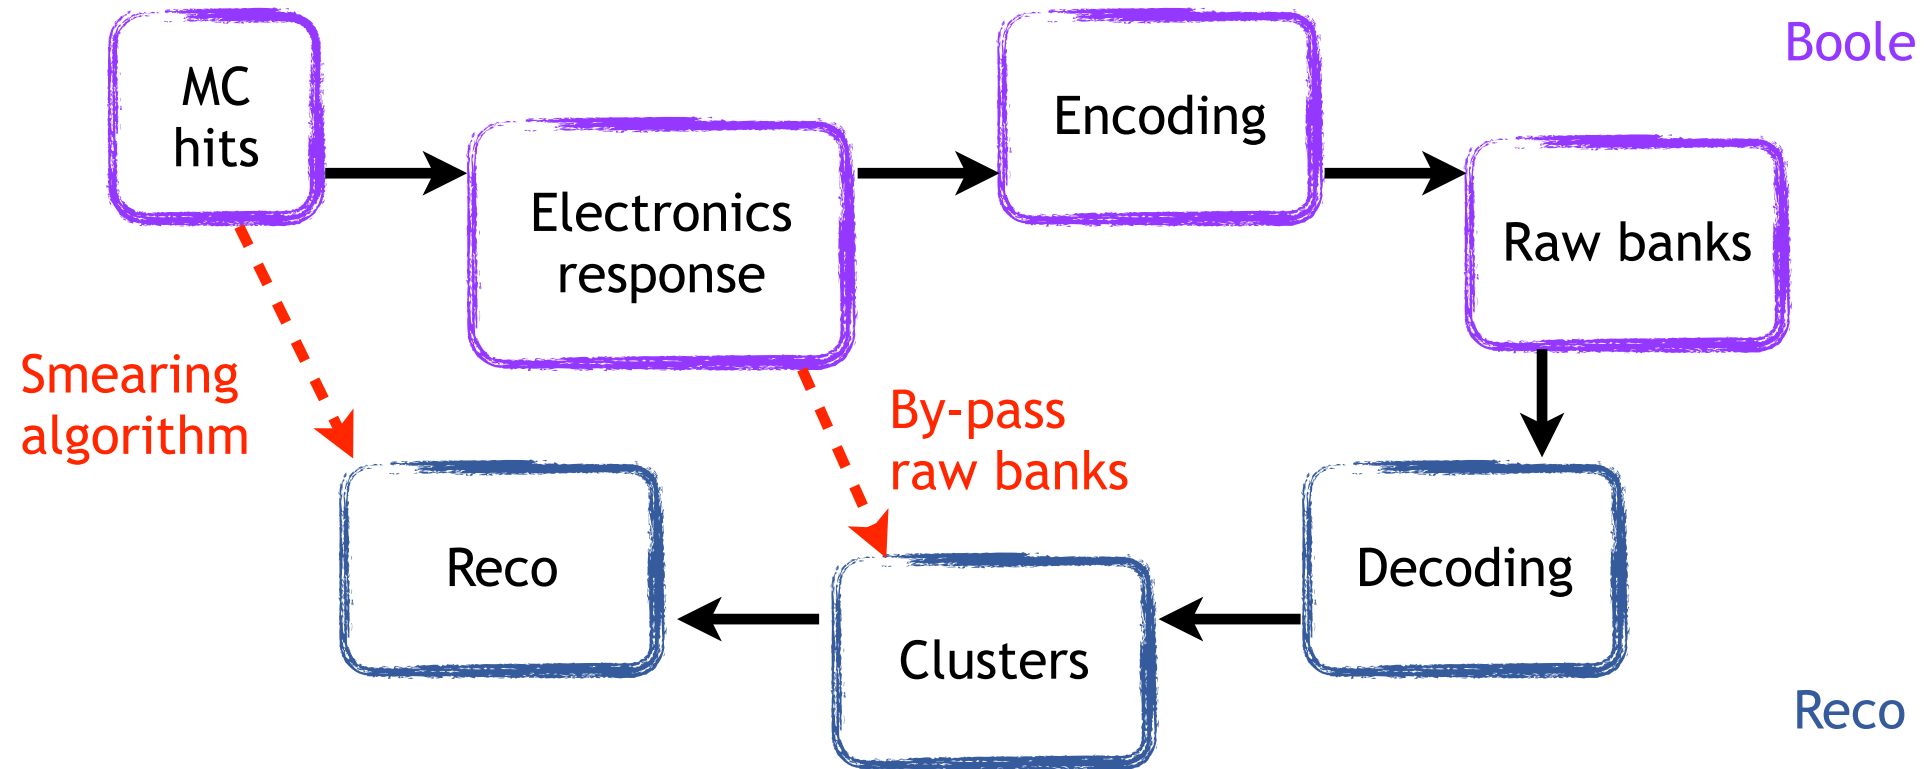 MC
hits
Electronics
response
Encoding
Boole
Raw banks
Smearing
algorithm
By-pass
raw banks
Reco
Clusters
Decoding
Reco